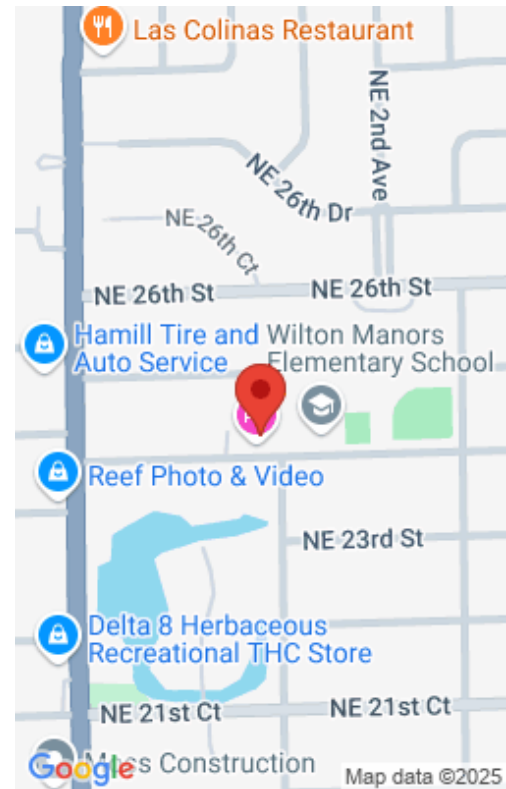 Las Colinas Restaurant
NE 2nd Ave
NE 26th Dr
NE 26th Ct
NE 26th St
NE 26th St
Hamill Tire and
Auto Service
Wilton Manors
Elementary School
Reef Photo & Video
NE 23rd St
Delta 8 Herbaceous
Recreational THC Store
NE 21st Ct
NE 21st Ct
Moss Construction
Google
Map data ©2025